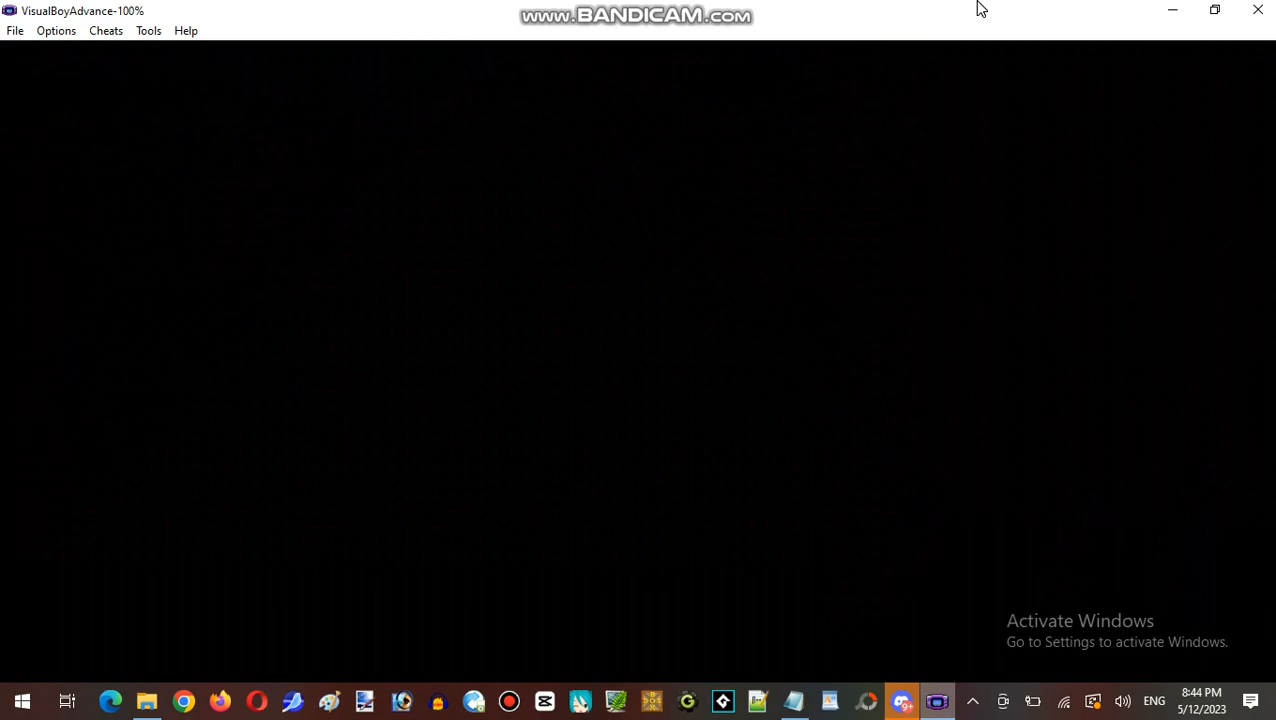 VisualBoyAdvance-100%
www.BANDICAM.com
File Options Cheats Tools Help
Activate Windows
Go to Settings to activate Windows.
9+
ENG
8:44 PM
5/12/2023